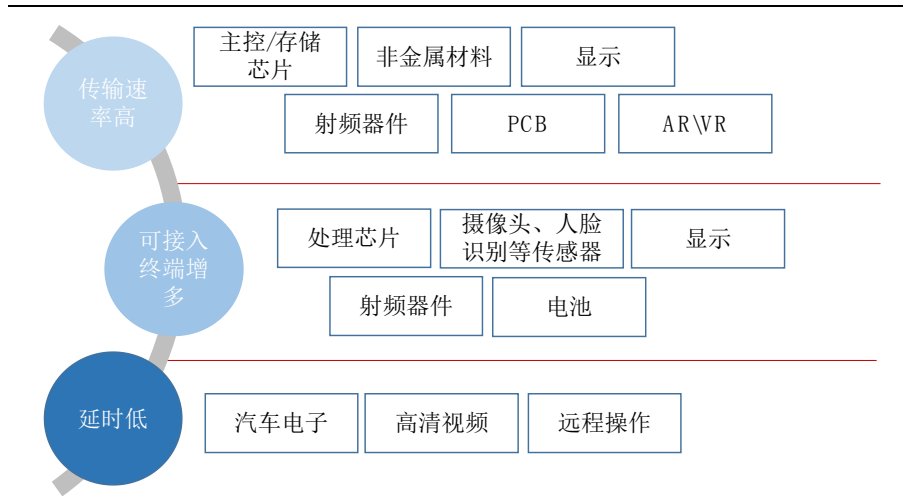 传输速
率高
主控/存储
芯片
非金属材料
显示
射频器件
PCB
AR\VR
可接入
终端增
多
处理芯片
摄像头、人脸
识别等传感器
显示
射频器件
电池
延时低
汽车电子
高清视频
远程操作